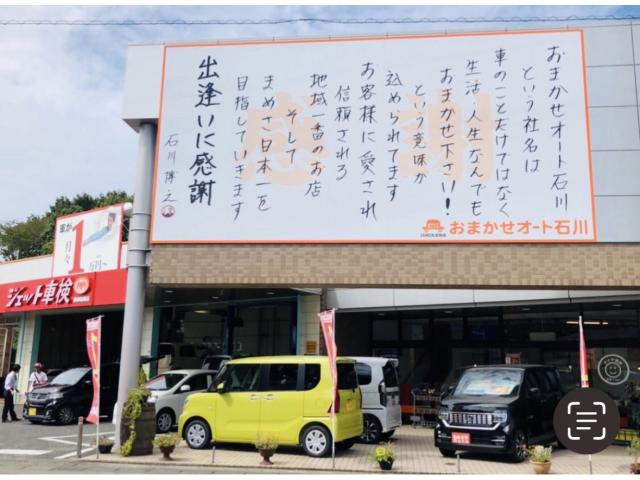 おまかせオート石川
という社名は
車のことだけではなく
生活 人生なんでも
おまかせ下さい!
という意味が
込められてます
お客様に愛され
信頼される
地域一番のお店
そして
まめさ日本一を
目指していきます
出逢いに感謝
石川 博之
感謝
おまかせオート石川
車が
月々
1
万円~
ジェット車検